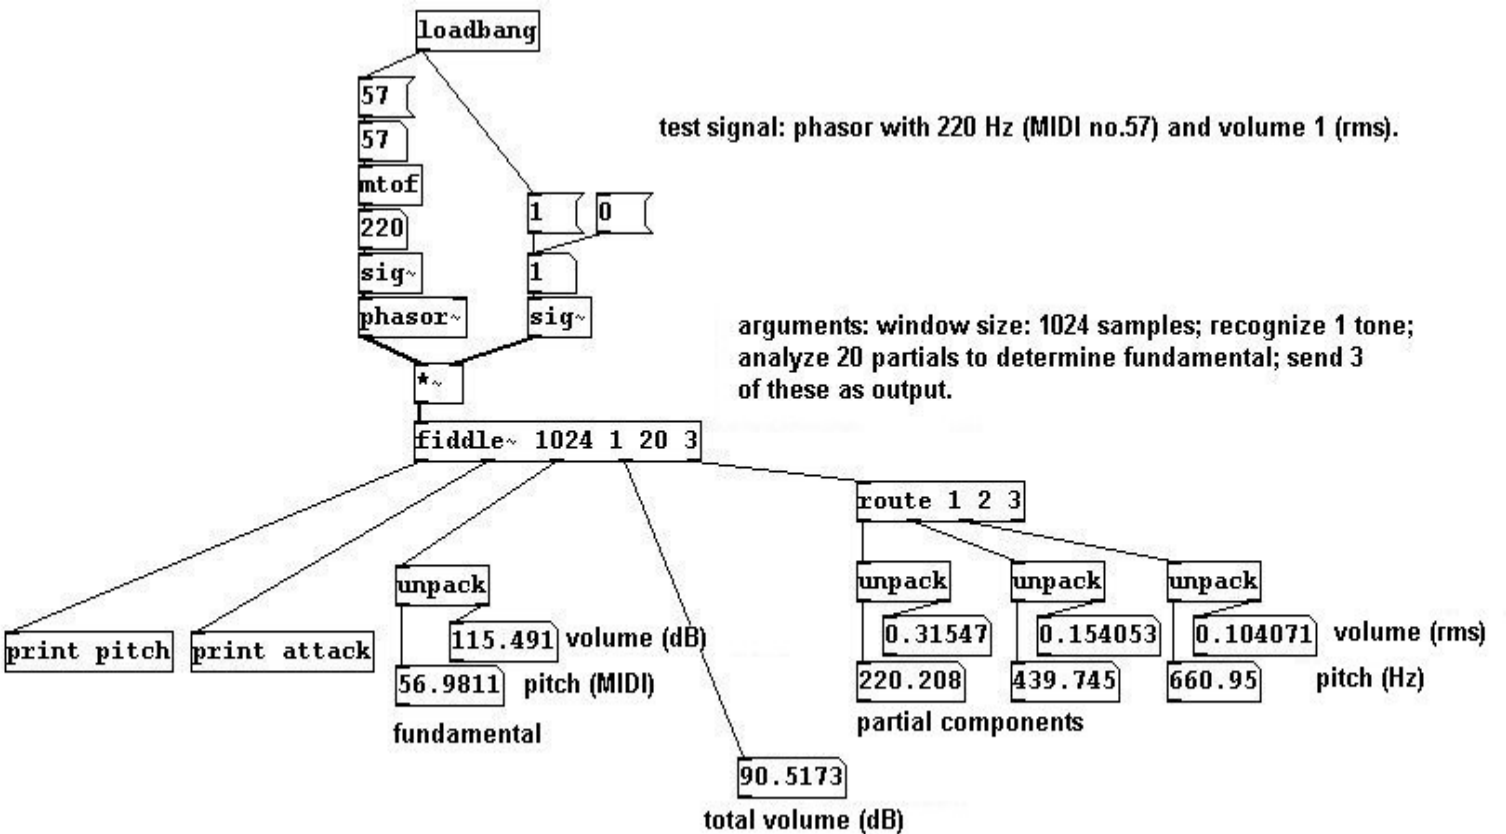 loadbang
57
test signal: phasor with 220 Hz (MIDI no.57) and volume 1 (rms).
57
mtof
1 0
220
sig~ 1
phasor~ sig~
arguments: window size: 1024 samples; recognize 1 tone;
analyze 20 partials to determine fundamental; send 3
of these as output.
*~
fiddle~ 1024 1 20 3
route 1 2 3
unpack unpack unpack unpack
print pitch print attack 115.491 volume (dB) 0.31547 0.154053 0.104071 volume (rms)
56.9811 pitch (MIDI) 220.208 439.745 660.95 pitch (Hz)
fundamental partial components
90.5173
total volume (dB)